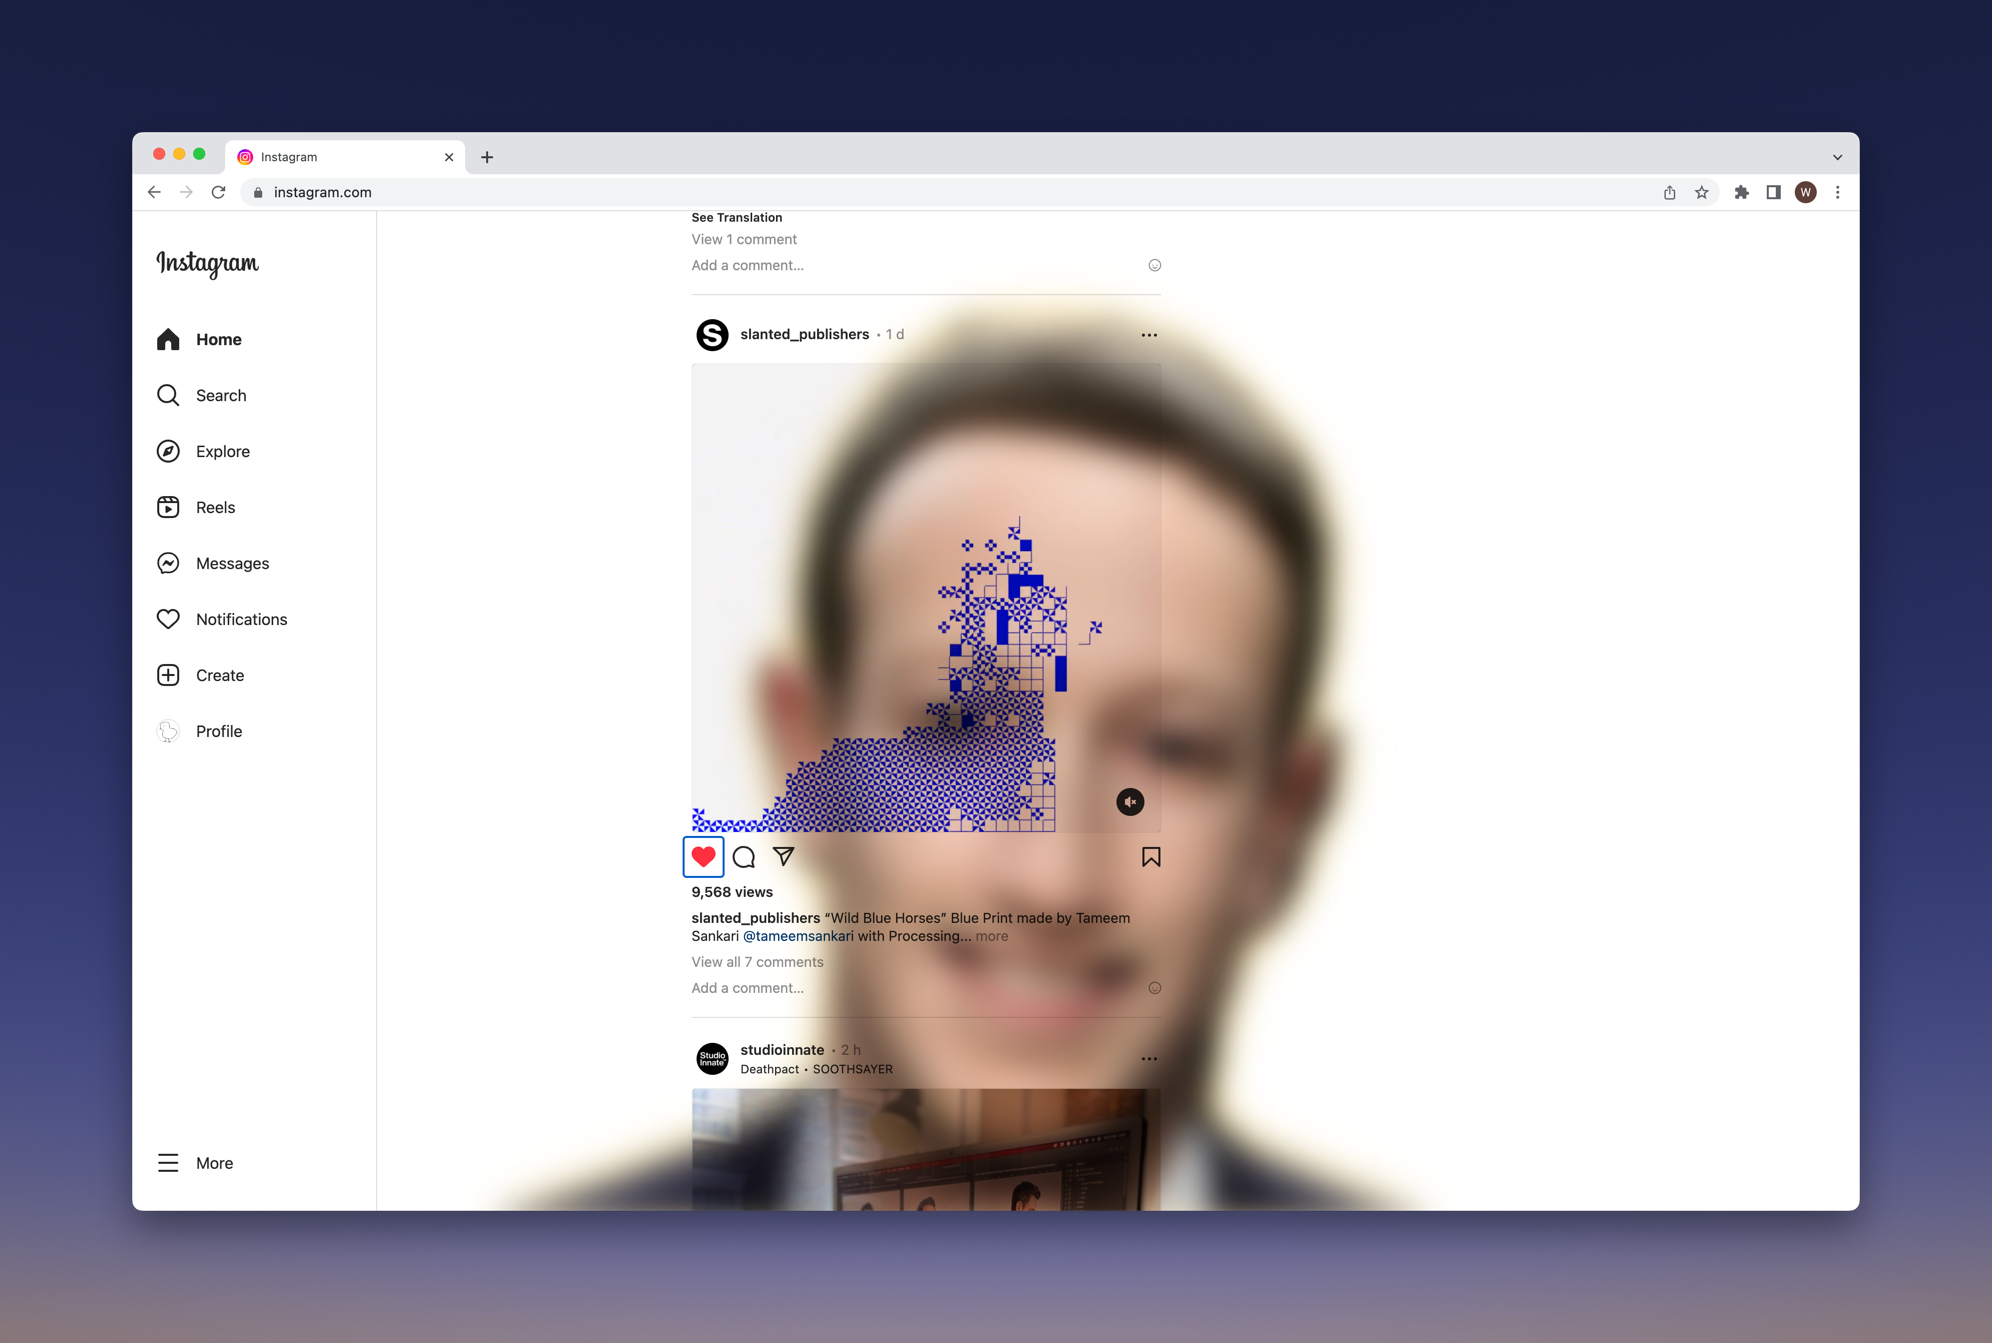 Instagram
instagram.com
W
Instagram
Home
Search
Explore
Reels
Messages
Notifications
Create
Profile
More
See Translation
View 1 comment
Add a comment...
S
slanted_publishers • 1 d
9,568 views
slanted_publishers “Wild Blue Horses” Blue Print made by Tameem
Sankari @tameemsankari with Processing... more
View all 7 comments
Add a comment...
Studio
Innate
studioinnate • 2 h
Deathpact • SOOTHSAYER